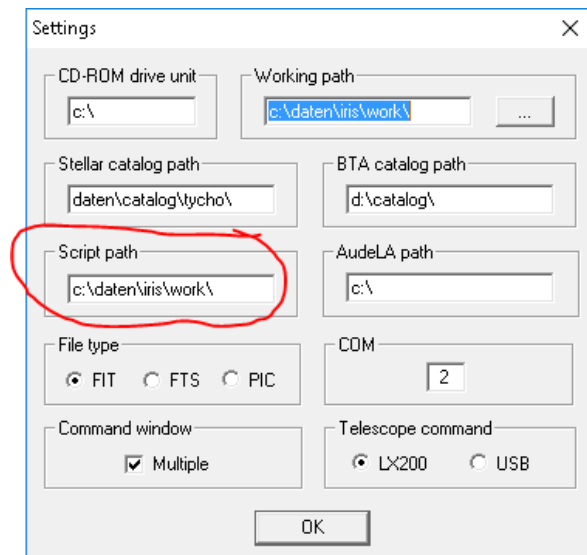 Settings
CD-ROM drive unit
c:\
Working path
c:\daten\iris\work\
...
Stellar catalog path
daten\catalog\tycho\
BTA catalog path
d:\catalog\
Script path
c:\daten\iris\work\
AudeLA path
c:\
File type
FIT FTS PIC
COM
2
Command window
Multiple
Telescope command
LX200 USB
OK